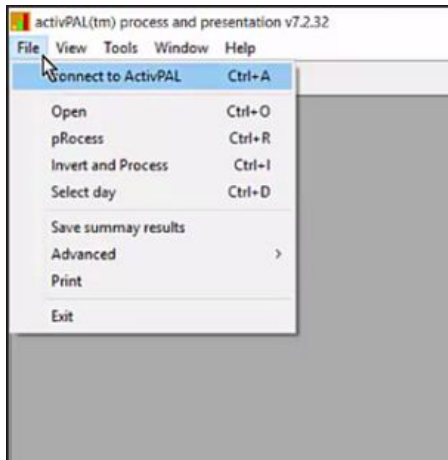 activPAL(tm) process and presentation v7.2.32
File View Tools Window Help
Connect to ActivPAL Ctrl+A
Open Ctrl+O
pRocess Ctrl+R
Invert and Process Ctrl+I
Select day Ctrl+D
Save summay results
Advanced >
Print
Exit